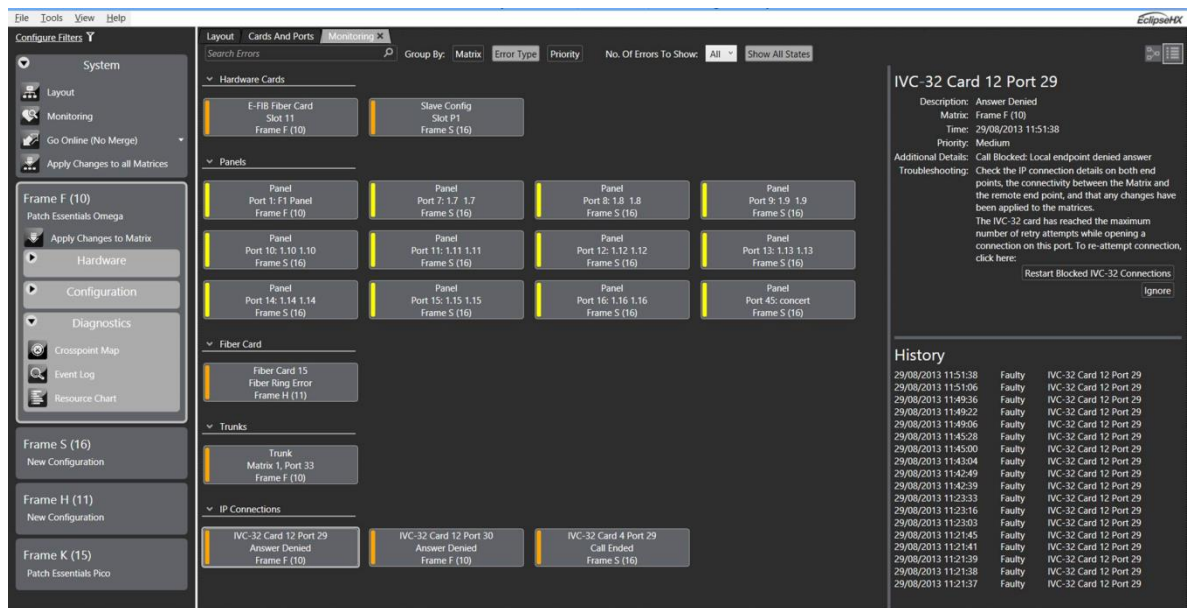 File Tools View Help
EclipseHX
Configure Filters
System
Layout
Monitoring
Go Online (No Merge)
Apply Changes to all Matrices
Frame F (10)
Patch Essentials Omega
Apply Changes to Matrix
Hardware
Configuration
Diagnostics
Crosspoint Map
Event Log
Resource Chart
Frame S (16)
New Configuration
Frame H (11)
New Configuration
Frame K (15)
Patch Essentials Pico
Layout Cards And Ports Monitoring
Search Errors Group By: Matrix Error Type Priority No. Of Errors To Show: All Show All States
Hardware Cards
E-FIB Fiber Card
Slot 11
Frame F (10)
Slave Config
Slot P1
Frame S (16)
Panels
Panel
Port 1: F1 Panel
Frame F (10)
Panel
Port 7: 1.7 1.7
Frame S (16)
Panel
Port 8: 1.8 1.8
Frame S (16)
Panel
Port 9: 1.9 1.9
Frame S (16)
Panel
Port 10: 1.10 1.10
Frame S (16)
Panel
Port 11: 1.11 1.11
Frame S (16)
Panel
Port 12: 1.12 1.12
Frame S (16)
Panel
Port 13: 1.13 1.13
Frame S (16)
Panel
Port 14: 1.14 1.14
Frame S (16)
Panel
Port 15: 1.15 1.15
Frame S (16)
Panel
Port 16: 1.16 1.16
Frame S (16)
Panel
Port 45: concert
Frame S (16)
Fiber Card
Fiber Card 15
Fiber Ring Error
Frame H (11)
Trunks
Trunk
Matrix 1, Port 33
Frame F (10)
IP Connections
IVC-32 Card 12 Port 29
Answer Denied
Frame F (10)
IVC-32 Card 12 Port 30
Answer Denied
Frame F (10)
IVC-32 Card 4 Port 29
Call Ended
Frame S (16)
IVC-32 Card 12 Port 29
Description: Answer Denied
Matrix: Frame F (10)
Time: 29/08/2013 11:51:38
Priority: Medium
Additional Details: Call Blocked: Local endpoint denied answer
Troubleshooting: Check the IP connection details on both end
points, the connectivity between the Matrix and
the remote end point, and that any changes have
been applied to the matrices.
The IVC-32 card has reached the maximum
number of retry attempts while opening a
connection on this port. To re-attempt connection,
click here:
Restart Blocked IVC-32 Connections
Ignore
History
29/08/2013 11:51:38 Faulty IVC-32 Card 12 Port 29
29/08/2013 11:51:06 Faulty IVC-32 Card 12 Port 29
29/08/2013 11:49:36 Faulty IVC-32 Card 12 Port 29
29/08/2013 11:49:22 Faulty IVC-32 Card 12 Port 29
29/08/2013 11:49:06 Faulty IVC-32 Card 12 Port 29
29/08/2013 11:45:28 Faulty IVC-32 Card 12 Port 29
29/08/2013 11:45:00 Faulty IVC-32 Card 12 Port 29
29/08/2013 11:43:04 Faulty IVC-32 Card 12 Port 29
29/08/2013 11:42:49 Faulty IVC-32 Card 12 Port 29
29/08/2013 11:42:39 Faulty IVC-32 Card 12 Port 29
29/08/2013 11:23:33 Faulty IVC-32 Card 12 Port 29
29/08/2013 11:23:16 Faulty IVC-32 Card 12 Port 29
29/08/2013 11:23:03 Faulty IVC-32 Card 12 Port 29
29/08/2013 11:21:45 Faulty IVC-32 Card 12 Port 29
29/08/2013 11:21:41 Faulty IVC-32 Card 12 Port 29
29/08/2013 11:21:39 Faulty IVC-32 Card 12 Port 29
29/08/2013 11:21:38 Faulty IVC-32 Card 12 Port 29
29/08/2013 11:21:37 Faulty IVC-32 Card 12 Port 29